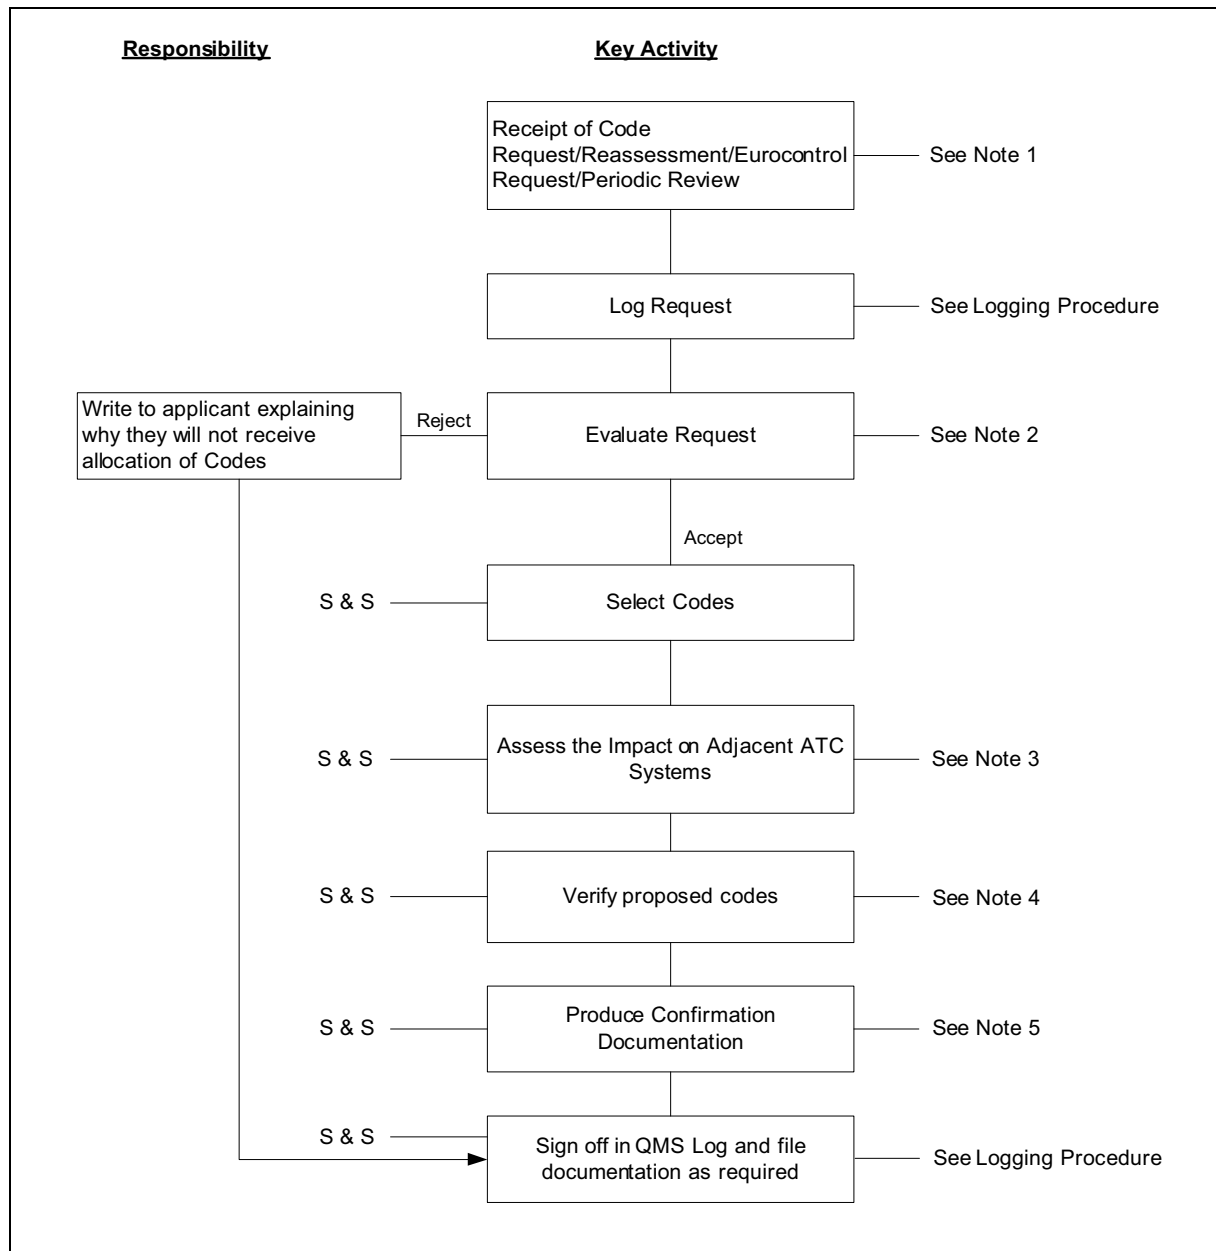 Responsibility
Key Activity
Receipt of Code
Request/Reassessment/Eurocontrol
Request/Periodic Review
See Note 1
Log Request
See Logging Procedure
Write to applicant explaining
why they will not receive
allocation of Codes
Reject
Evaluate Request
See Note 2
Accept
S & S
Select Codes
S & S
Assess the Impact on Adjacent ATC
Systems
See Note 3
S & S
Verify proposed codes
See Note 4
S & S
Produce Confirmation
Documentation
See Note 5
S & S
Sign off in QMS Log and file
documentation as required
See Logging Procedure